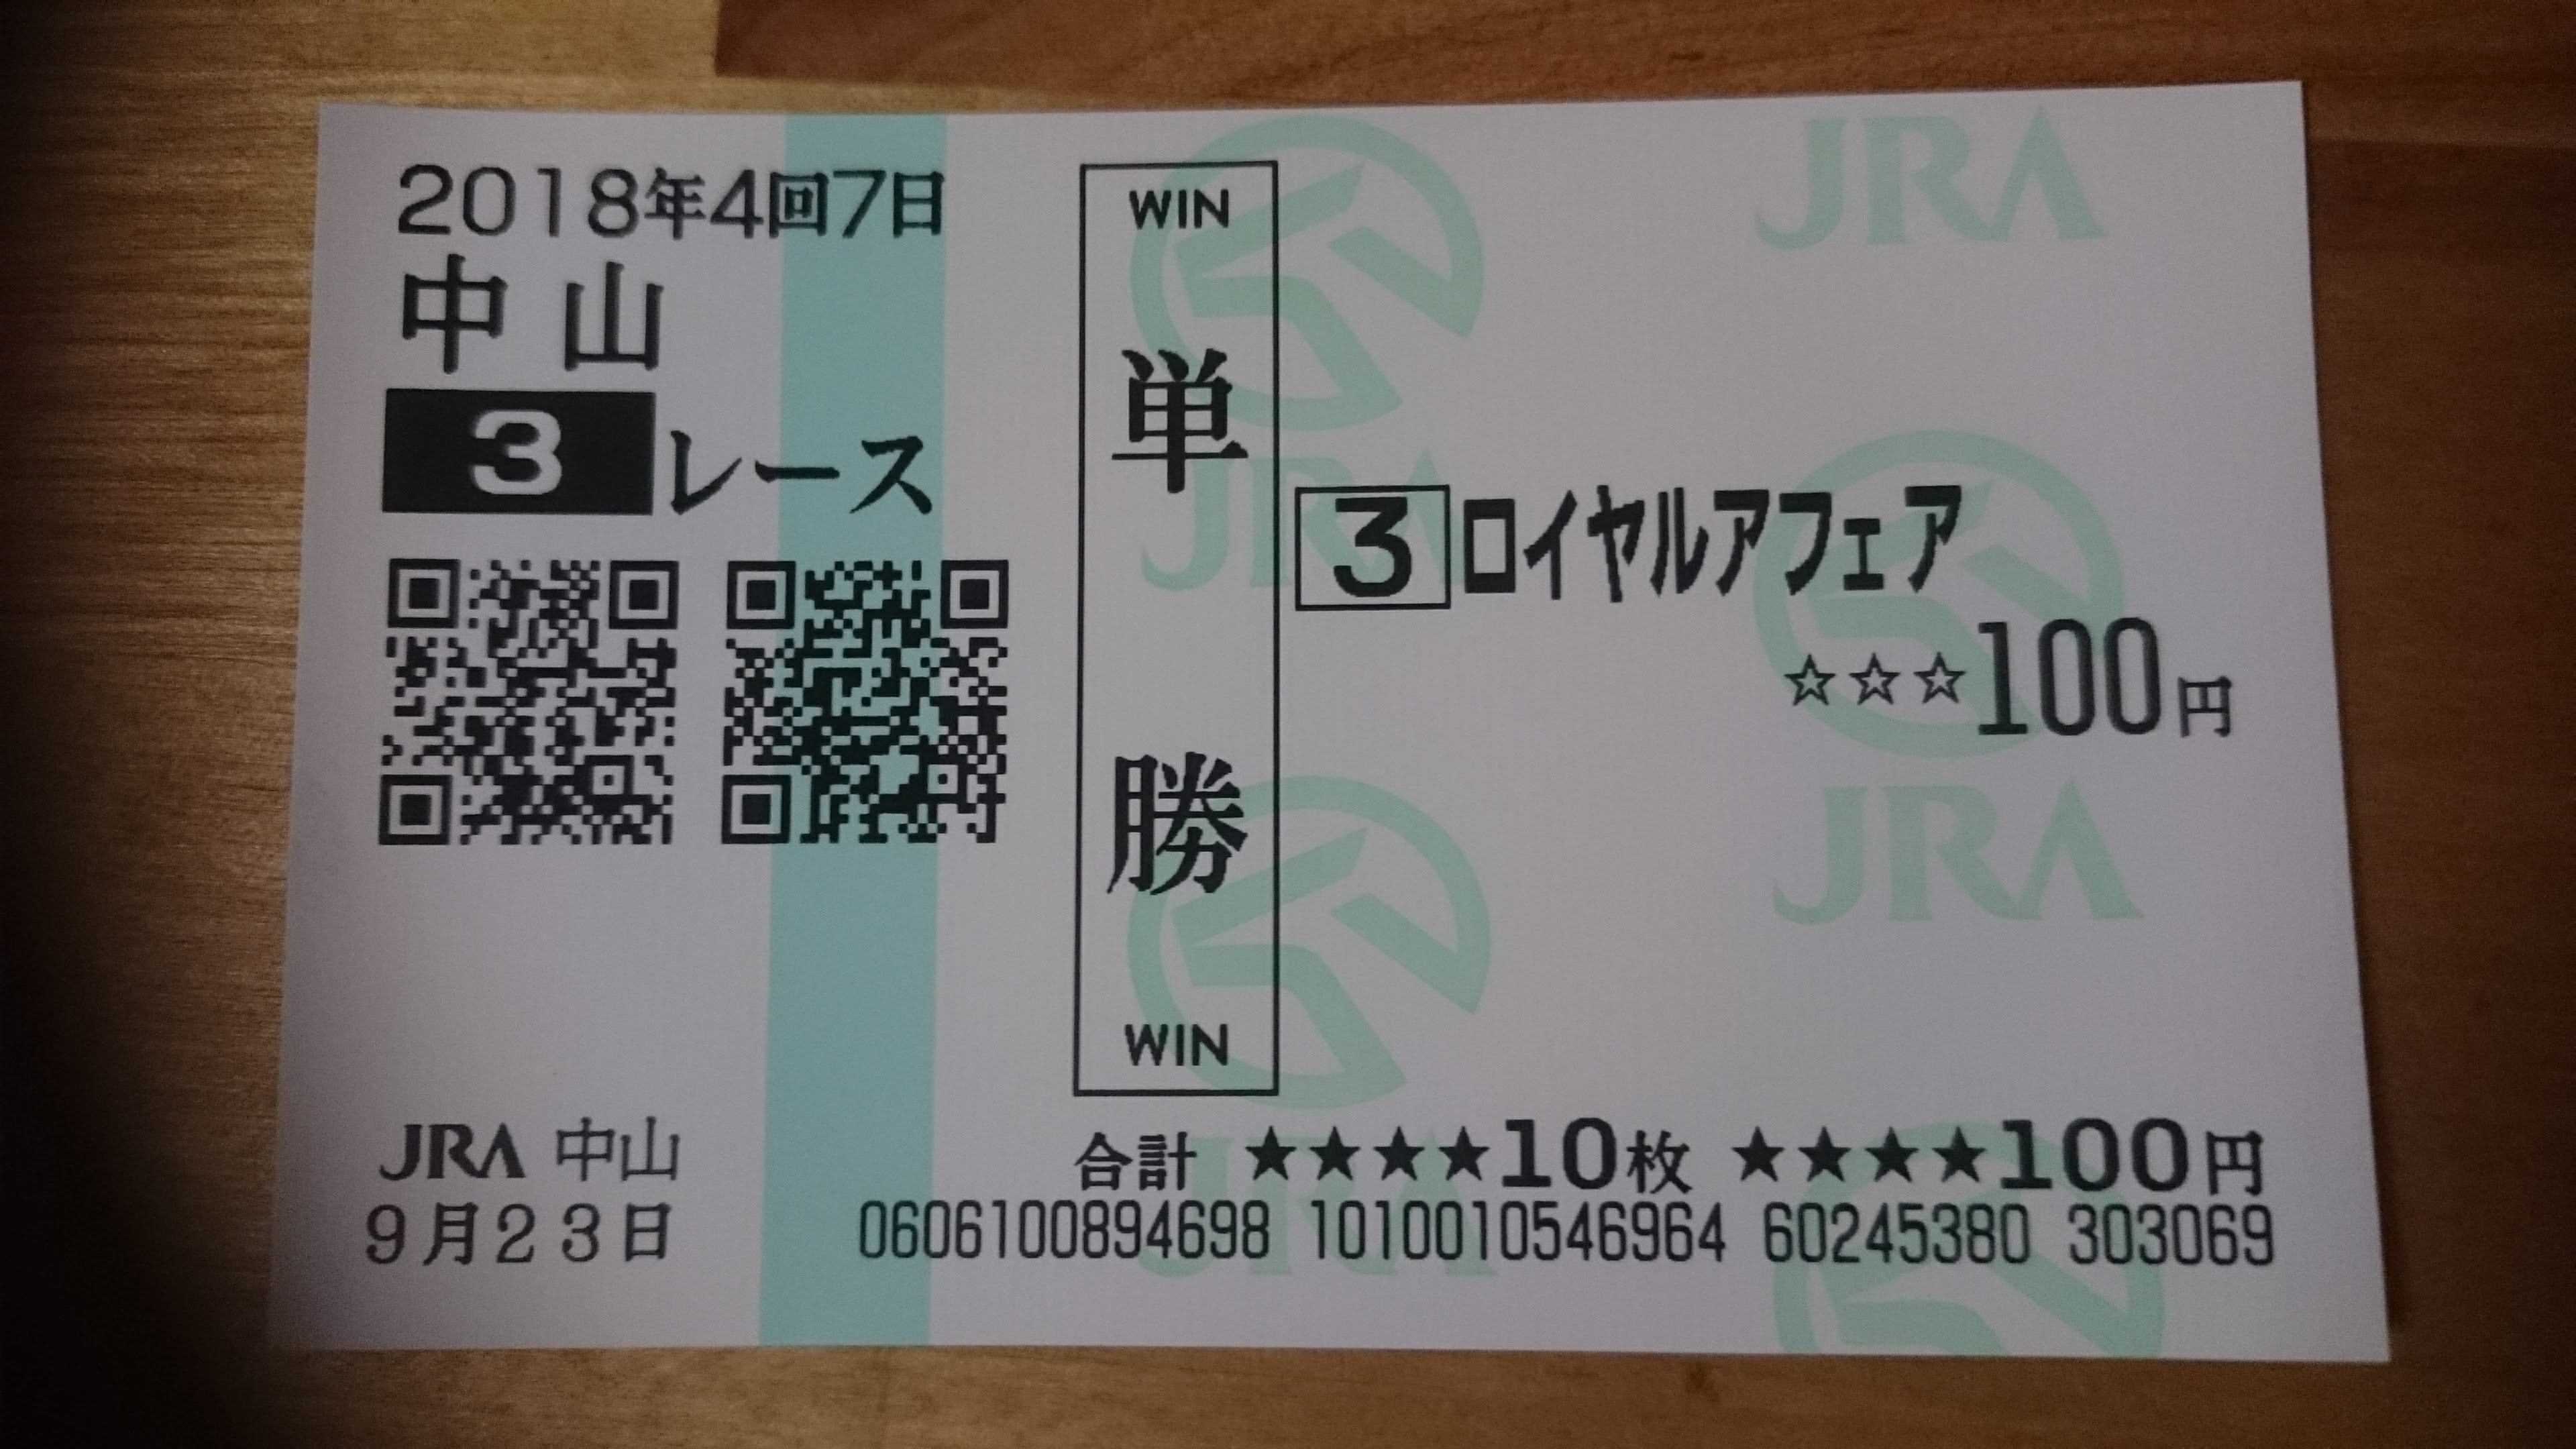 2018年4回7日
中山
3レース
WIN
単勝
WIN
3ロイヤルアフェア
☆☆☆100円
JRA 中山
9月23日
合計 ★★★★10枚 ★★★★100円
0606100894698 1010010546964 60245380 303069
JRA
JRA
JRA
JRA